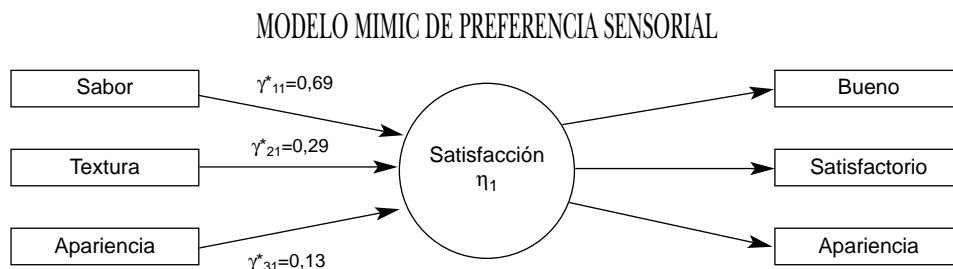 MODELO MIMIC DE PREFERENCIA SENSORIAL
Sabor
γ*11=0,69
Bueno
Textura
γ*21=0,29
Satisfacción
η1
Satisfactorio
Apariencia
γ*31=0,13
Apariencia